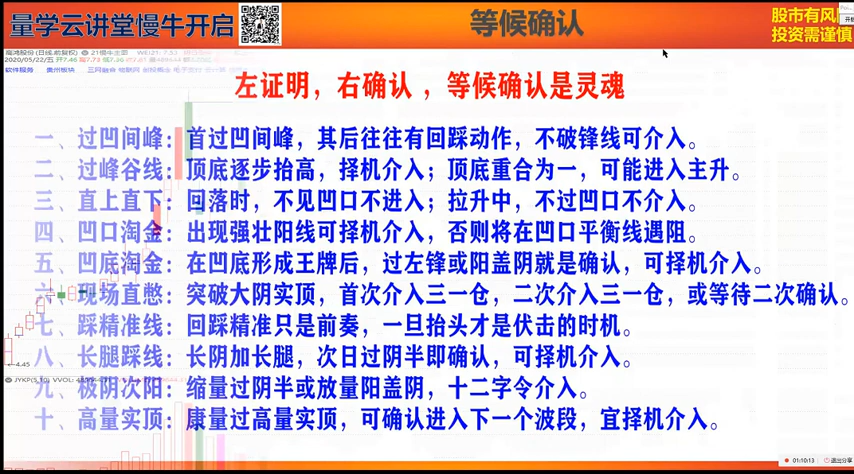 量学云讲堂慢牛开启
等候确认
股市有风
投资需谨慎
2020/05/22/五
左证明，右确认，等候确认是灵魂
一、过凹间峰：首过凹间峰，其后往往有回踩动作，不破锋线可介入。
二、过峰谷线：顶底逐步抬高，择机介入；顶底重合为一，可能进入主升。
三、直上直下：回落时，不见凹口不进入；拉升中，不过凹口不介入。
四、凹口淘金：出现强壮阳线可择机介入，否则将在凹口平衡线遇阻。
五、凹底淘金：在凹底形成王牌后，过左锋或阳盖阴就是确认，可择机介入。
六、现场直憋：突破大阴实顶，首次介入三一仓，二次介入三一仓，或等待二次确认。
七、踩精准线：回踩精准只是前奏，一旦抬头才是伏击的时机。
八、长腿踩线：长阴加长腿，次日过阴半即确认，可择机介入。
九、极阴次阳：缩量过阴半或放量阳盖阴，十二字令介入。
十、高量实顶：康量过高量实顶，可确认进入下一个波段，宜择机介入。
4.45
01:10:13
退出分享